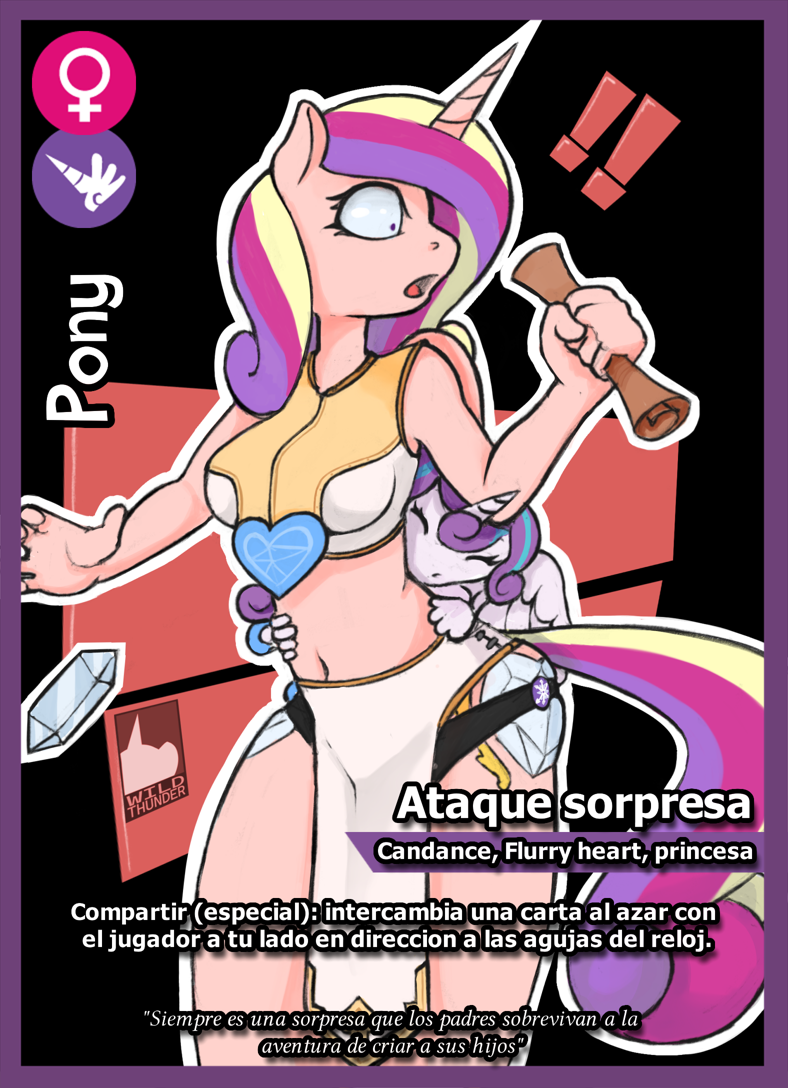 !!
Pony
WILD
THUNDER
Ataque sorpresa
Candance, Flurry heart, princesa
Compartir (especial): intercambia una carta al azar con
el jugador a tu lado en direccion a las agujas del reloj.
"Siempre es una sorpresa que los padres sobrevivan a la
aventura de criar a sus hijos"